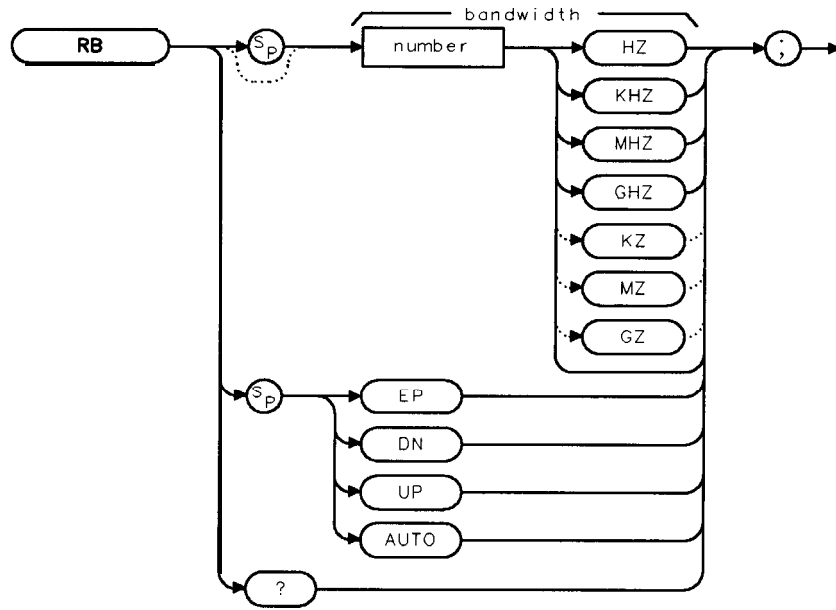 bandwidth
RB SP number HZ ;
KHZ
MHZ
GHZ
KZ
MZ
GZ
SP EP
DN
UP
AUTO
?